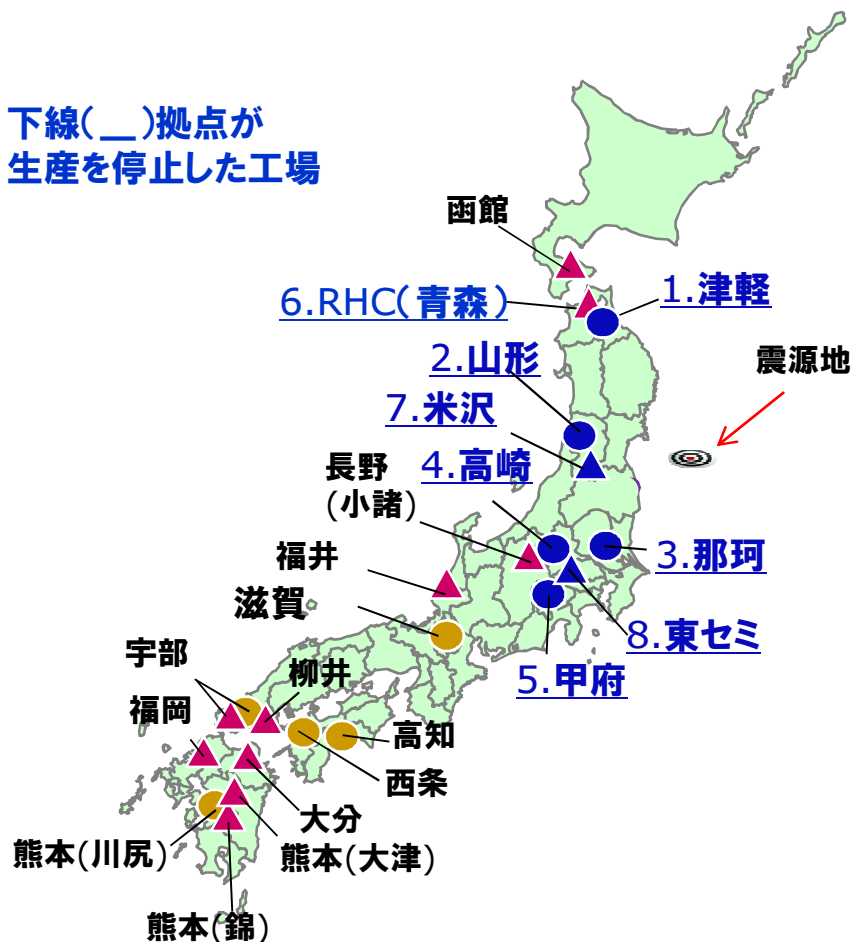 下線(__)拠点が
生産を停止した工場
函館
6.RHC(青森)
1.津軽
2.山形
震源地
7.米沢
長野
(小諸)
4.高崎
福井
3.那珂
滋賀
8.東セミ
宇部
柳井
5.甲府
福岡
高知
西条
大分
熊本(川尻)
熊本(大津)
熊本(錦)